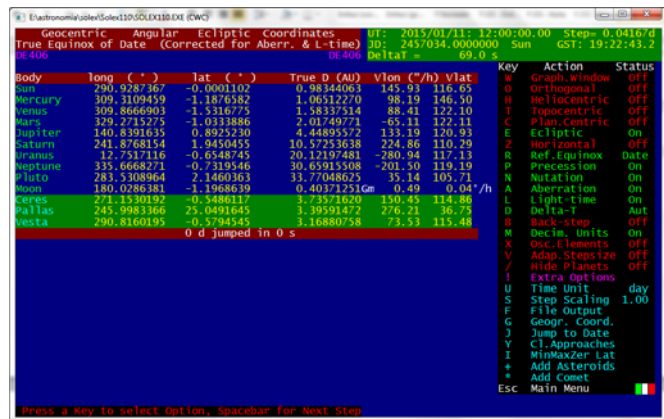 E:\astronomia\solex\Solex110\SOLEX110.EXE (CWC)
Geocentric Angular Ecliptic Coordinates
True Equinox of Date (Corrected for Aberr. & L-time)
DE406 DE406
UT: 2015/01/11: 12:00:00.00 Step= 0.04167d
JD: 2457034.0000000 Sun GST: 19:22:43.2
DeltaT = 69.0 s
Body long (°) lat (°) True D (AU) Vlon ("/h) Vlat
Sun 290.9287367 -0.0001102 0.98344063 145.93 116.65
Mercury 309.3109459 -1.1876582 1.06512270 98.19 146.50
Venus 309.8666903 -1.5316775 1.58337514 88.41 122.10
Mars 329.2715275 -1.0333886 2.01749771 -65.11 122.11
Jupiter 140.8391635 0.8925230 4.44895572 133.19 120.93
Saturn 241.8768154 1.9450455 10.57253638 224.86 110.29
Uranus 12.7517116 -0.6548745 20.12197481 -280.94 117.13
Neptune 335.6668271 -0.7319546 30.65915508 -201.50 119.19
Pluto 283.5308964 2.1460363 33.77048625 35.14 105.71
Moon 180.0286381 -1.1968639 0.40371251Gm 0.49 0.04°/h
Ceres 271.1530192 -0.5486117 3.73571620 150.45 114.86
Pallas 245.9983366 25.0491645 3.39591472 276.21 36.75
Vesta 290.8160195 -0.5794545 3.16880758 73.53 115.48
0 d jumped in 0 s
Key Action Status
W Graph.Window Off
O Orthogonal Off
H Heliocentric Off
T Topocentric Off
C Plan.Centric Off
E Ecliptic On
Z Horizontal Off
R Ref.Equinox Date
P Precession On
N Nutation On
A Aberration On
L Light-time On
D Delta-T Aut
B Back-step Off
M Decim. Units On
X Osc.Elements Off
V Adap.Stepsize Off
/ Hide Planets Off
! Extra Options
U Time Unit day
S Step Scaling 1.00
F File Output
G Geogr. Coord.
J Jump to Date
Y Cl.Approaches
I MinMaxZer Lat
+ Add Asteroids
* Add Comet
Esc Main Menu
Press a Key to select Option, Spacebar for Next Step